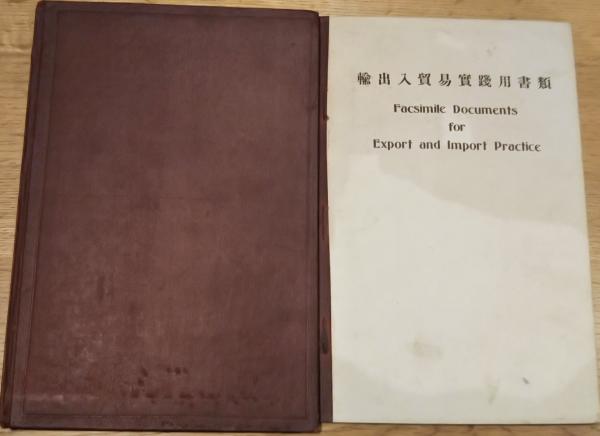 輸出入貿易實踐用書類
Facsimile Documents
for
Export and Import Practice